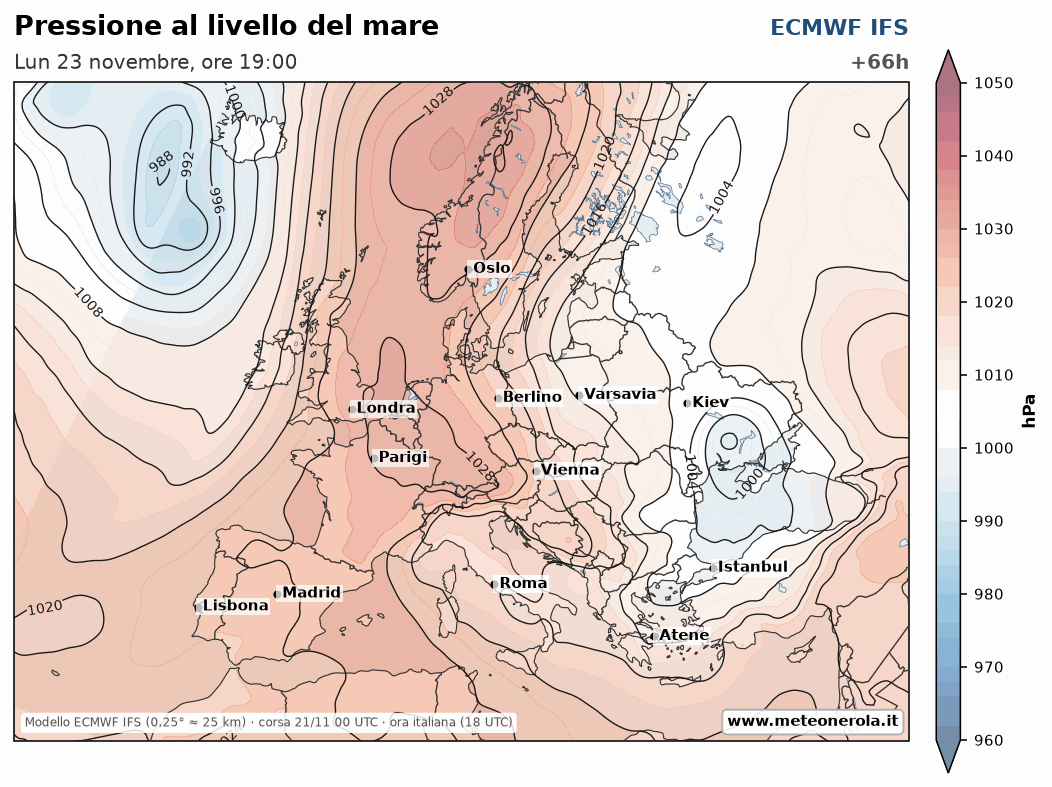 Pressione al livello del mare
ECMWF IFS
Lun 23 novembre, ore 19:00
+66h
1028
988
992
996
1008
1020
1016
1004
Oslo
Londra
Berlino
Varsavia
Kiev
Parigi
1028
Vienna
1004
1000
Istanbul
Roma
Madrid
Lisbona
1020
Atene
Modello ECMWF IFS (0,25° ≈ 25 km) · corsa 21/11 00 UTC · ora italiana (18 UTC)
www.meteonerola.it
1050
1040
1030
1020
1010
1000
990
980
970
960
hPa